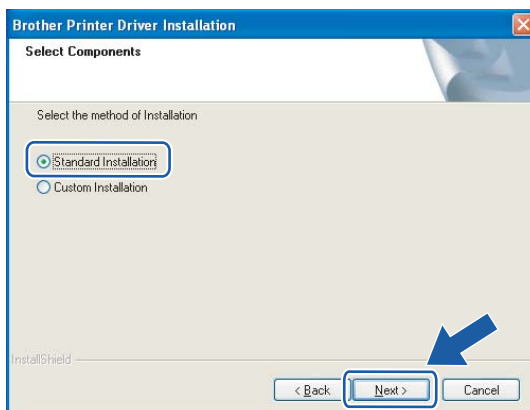 Brother Printer Driver Installation
Select Components
Select the method of Installation
Standard Installation
Custom Installation
InstallShield
< Back
Next >
Cancel